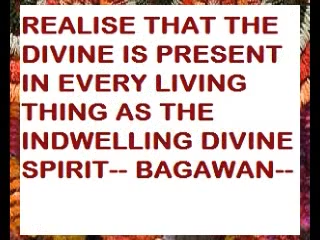 REALISE THAT THE
DIVINE IS PRESENT
IN EVERY LIVING
THING AS THE
INDWELLING DIVINE
SPIRIT-- BAGAWAN--